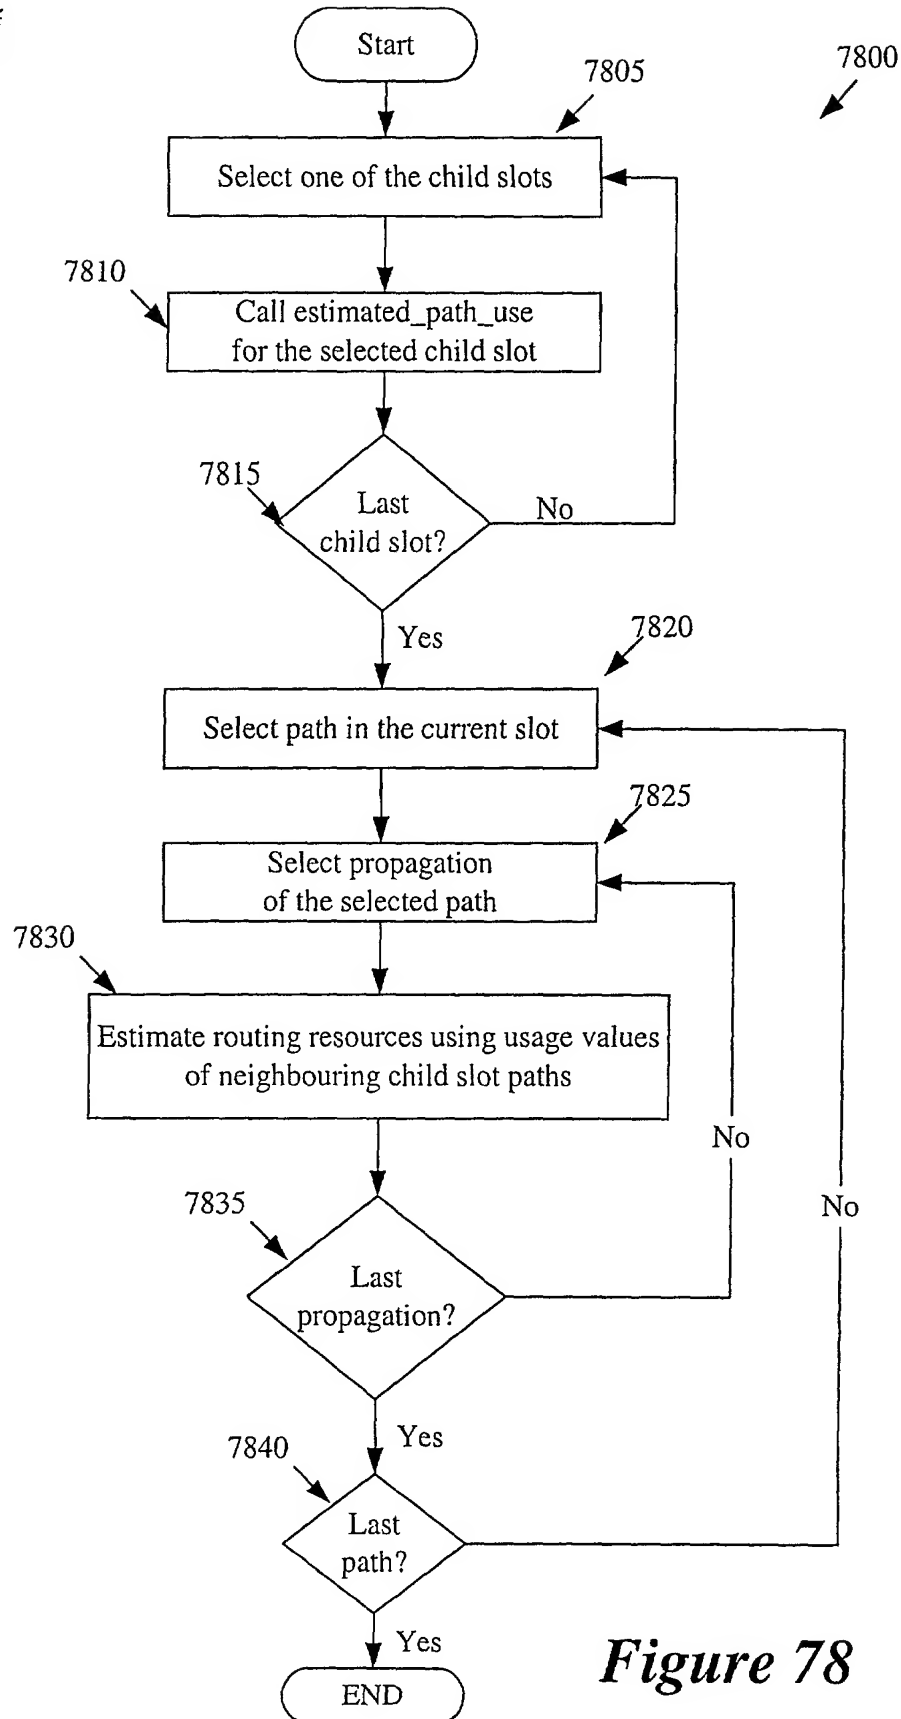 Start
7800
7805
Select one of the child slots
7810
Call estimated_path_use
for the selected child slot
7815
Last
child slot?
No
Yes
7820
Select path in the current slot
7825
Select propagation
of the selected path
7830
Estimate routing resources using usage values
of neighbouring child slot paths
No
7835
No
Last
propagation?
Yes
7840
Last
path?
Yes
END
Figure 78